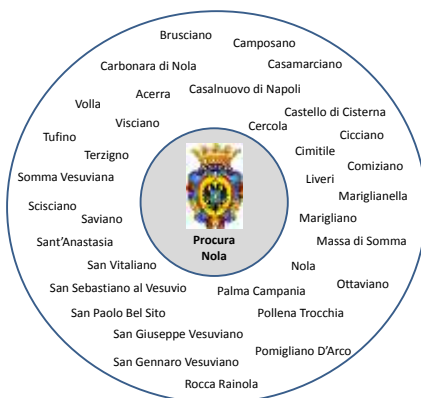 Brusciano
Camposano
Carbonara di Nola
Casamarciano
Acerra
Casalnuovo di Napoli
Volla
Castello di Cisterna
Visciano
Cercola
Tufino
Cicciano
Terzigno
Cimitile
Comiziano
Somma Vesuviana
Liveri
Mariglianella
Scisciano
Saviano
Marigliano
Procura
Nola
Sant'Anastasia
Massa di Somma
San Vitaliano
Nola
San Sebastiano al Vesuvio
Palma Campania
Ottaviano
San Paolo Bel Sito
Pollena Trocchia
San Giuseppe Vesuviano
Pomigliano D'Arco
San Gennaro Vesuviano
Rocca Rainola